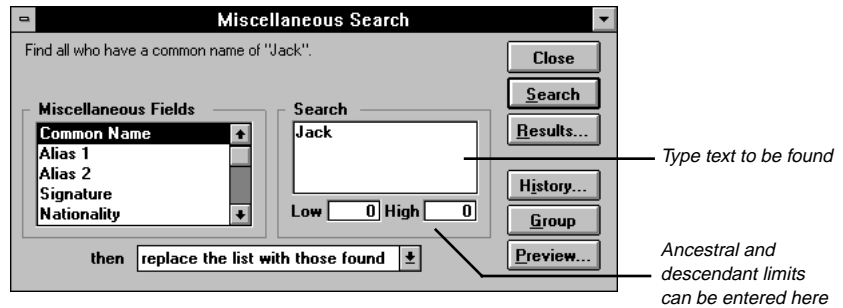 Miscellaneous Search
Find all who have a common name of "Jack".
Close
Search
Results...
History...
Group
Preview...
Miscellaneous Fields
Common Name
Alias 1
Alias 2
Signature
Nationality
Search
Jack
Low 0 High 0
then replace the list with those found
Type text to be found
Ancestral and
descendant limits
can be entered here